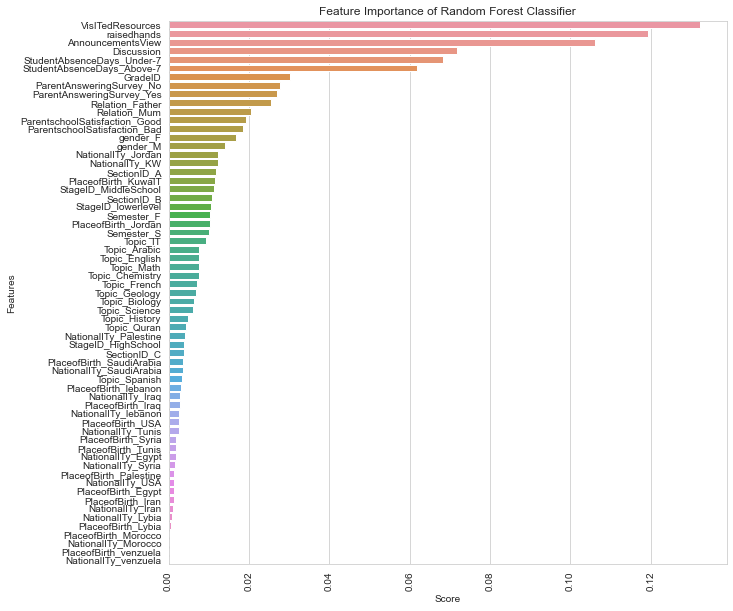 Feature Importance of Random Forest Classifier
VisITedResources
raisedhands
AnnouncementsView
Discussion
StudentAbsenceDays_Under-7
StudentAbsenceDays_Above-7
GradeID
ParentAnsweringSurvey_No
ParentAnsweringSurvey_Yes
Relation_Father
Relation_Mum
ParentschoolSatisfaction_Good
ParentschoolSatisfaction_Bad
gender_F
gender_M
NationalITy_Jordan
NationalITy_KW
SectionID_A
PlaceofBirth_KuwaIT
StageID_MiddleSchool
SectionID_B
StageID_lowerlevel
Semester_F
PlaceofBirth_Jordan
Semester_S
Topic_IT
Topic_Arabic
Topic_English
Topic_Math
Topic_Chemistry
Topic_French
Topic_Geology
Topic_Biology
Topic_Science
Topic_History
Topic_Quran
NationalITy_Palestine
StageID_HighSchool
SectionID_C
PlaceofBirth_SaudiArabia
NationalITy_SaudiArabia
Topic_Spanish
PlaceofBirth_lebanon
NationalITy_Iraq
PlaceofBirth_Iraq
NationalITy_lebanon
PlaceofBirth_USA
NationalITy_Tunis
PlaceofBirth_Syria
PlaceofBirth_Tunis
NationalITy_Egypt
NationalITy_Syria
PlaceofBirth_Palestine
NationalITy_USA
PlaceofBirth_Egypt
PlaceofBirth_Iran
NationalITy_Iran
NationalITy_Lybia
PlaceofBirth_Lybia
PlaceofBirth_Morocco
NationalITy_Morocco
PlaceofBirth_venzuela
NationalITy_venzuela
Features
0.00
0.02
0.04
0.06
0.08
0.10
0.12
Score